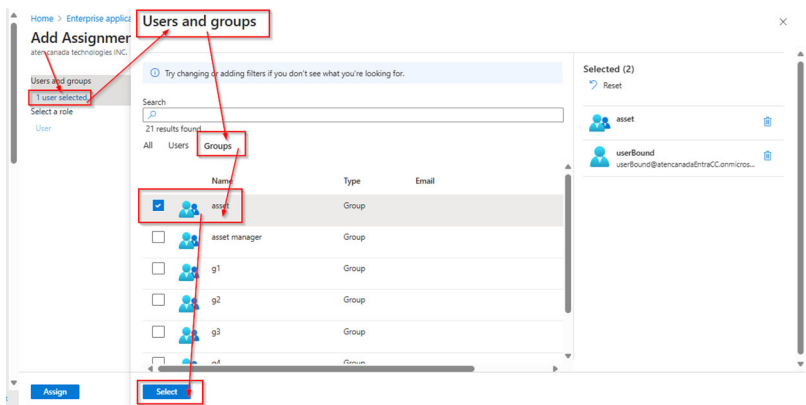 Home > Enterprise applica
Add Assignmen
atencanada technologies INC.
Users and groups
1 user selected.
Select a role
User
Assign
Users and groups
Try changing or adding filters if you don't see what you're looking for.
Search
21 results found
All Users Groups
Name Type Email
asset Group
asset manager Group
g1 Group
g2 Group
g3 Group
g4 Group
Select
Selected (2)
Reset
asset
userBound
userBound@atencanadaEntraCC.onmicros...